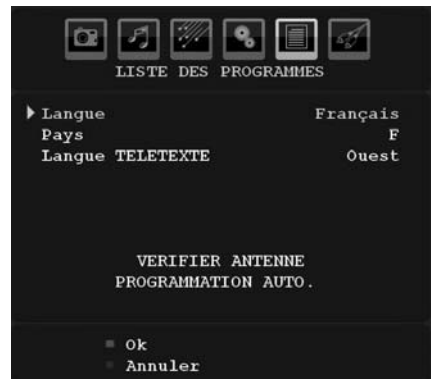 LISTE DES PROGRAMMES
Langue Français
Pays F
Langue TELETEXTE Ouest
VERIFIER ANTENNE
PROGRAMMATION AUTO.
Ok
Annuler